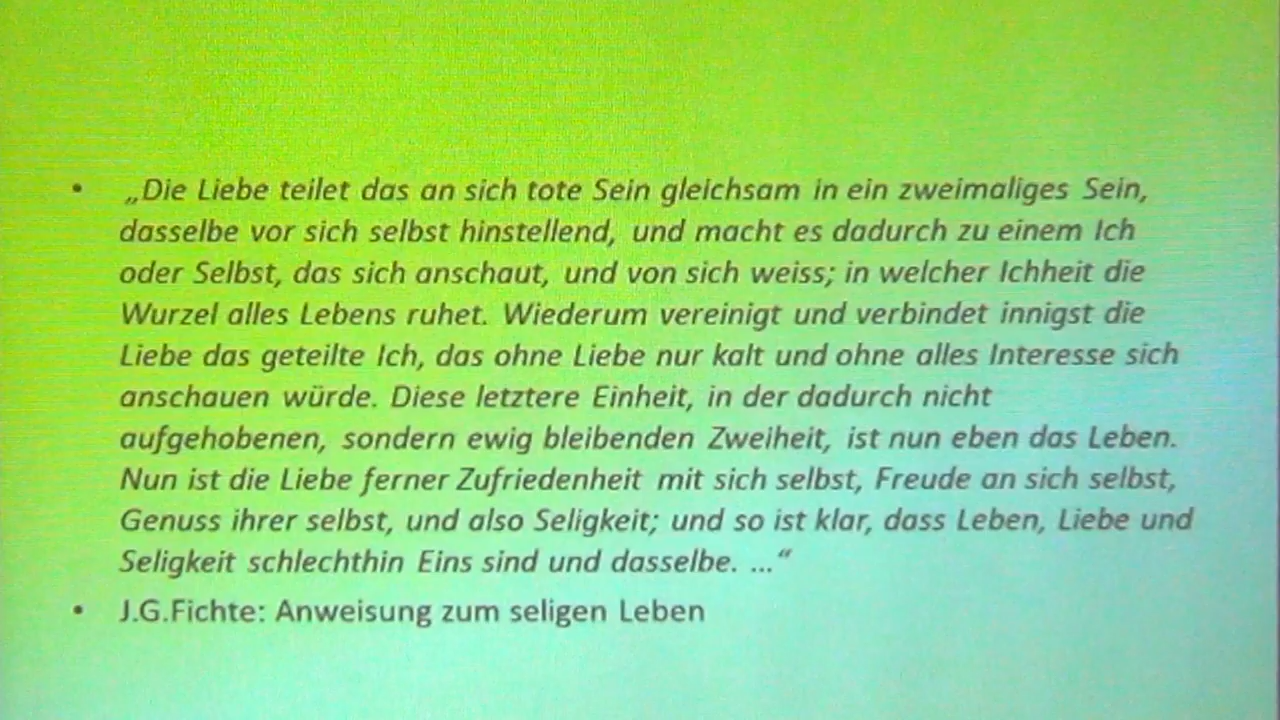 • „Die Liebe teilet das an sich tote Sein gleichsam in ein zweimaliges Sein,
dasselbe vor sich selbst hinstellend, und macht es dadurch zu einem Ich
oder Selbst, das sich anschaut, und von sich weiss; in welcher Ichheit die
Wurzel alles Lebens ruhet. Wiederum vereinigt und verbindet innigst die
Liebe das geteilte Ich, das ohne Liebe nur kalt und ohne alles Interesse sich
anschauen würde. Diese letztere Einheit, in der dadurch nicht
aufgehobenen, sondern ewig bleibenden Zweiheit, ist nun eben das Leben.
Nun ist die Liebe ferner Zufriedenheit mit sich selbst, Freude an sich selbst,
Genuss ihrer selbst, und also Seligkeit; und so ist klar, dass Leben, Liebe und
Seligkeit schlechthin Eins sind und dasselbe. ...“
• J.G.Fichte: Anweisung zum seligen Leben